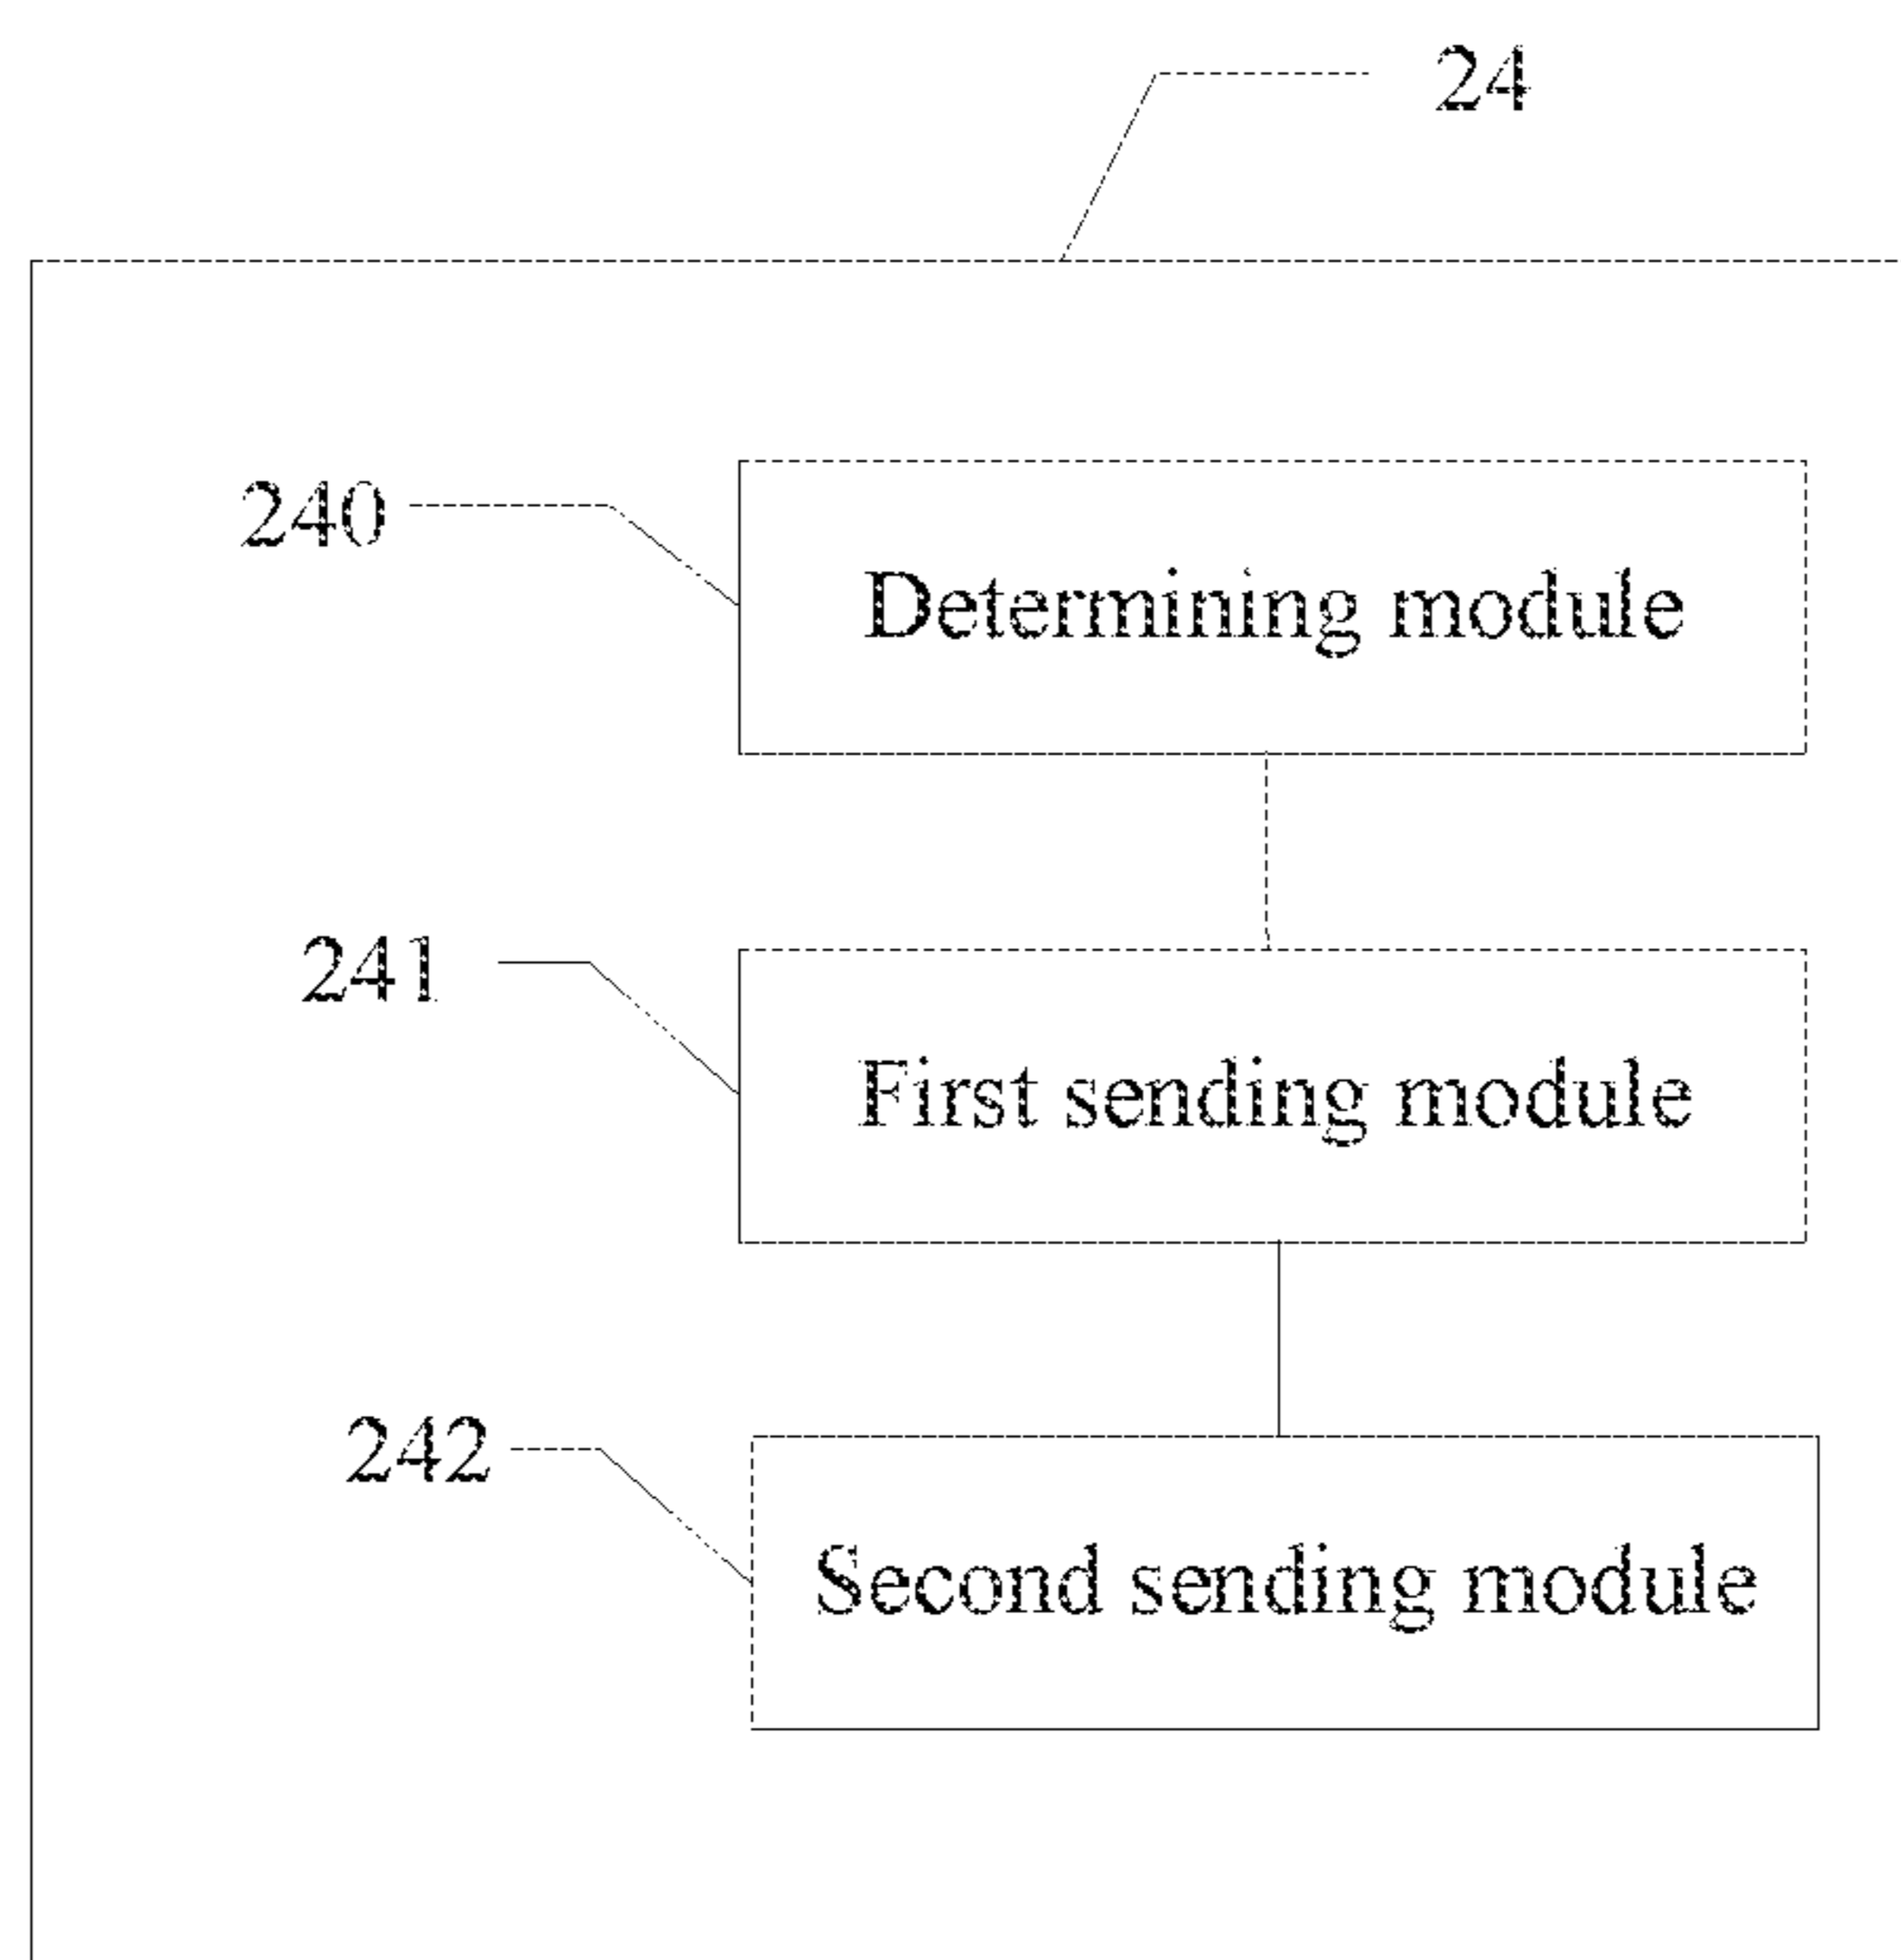 24
240
Determining module
241
First sending module
242
Second sending module